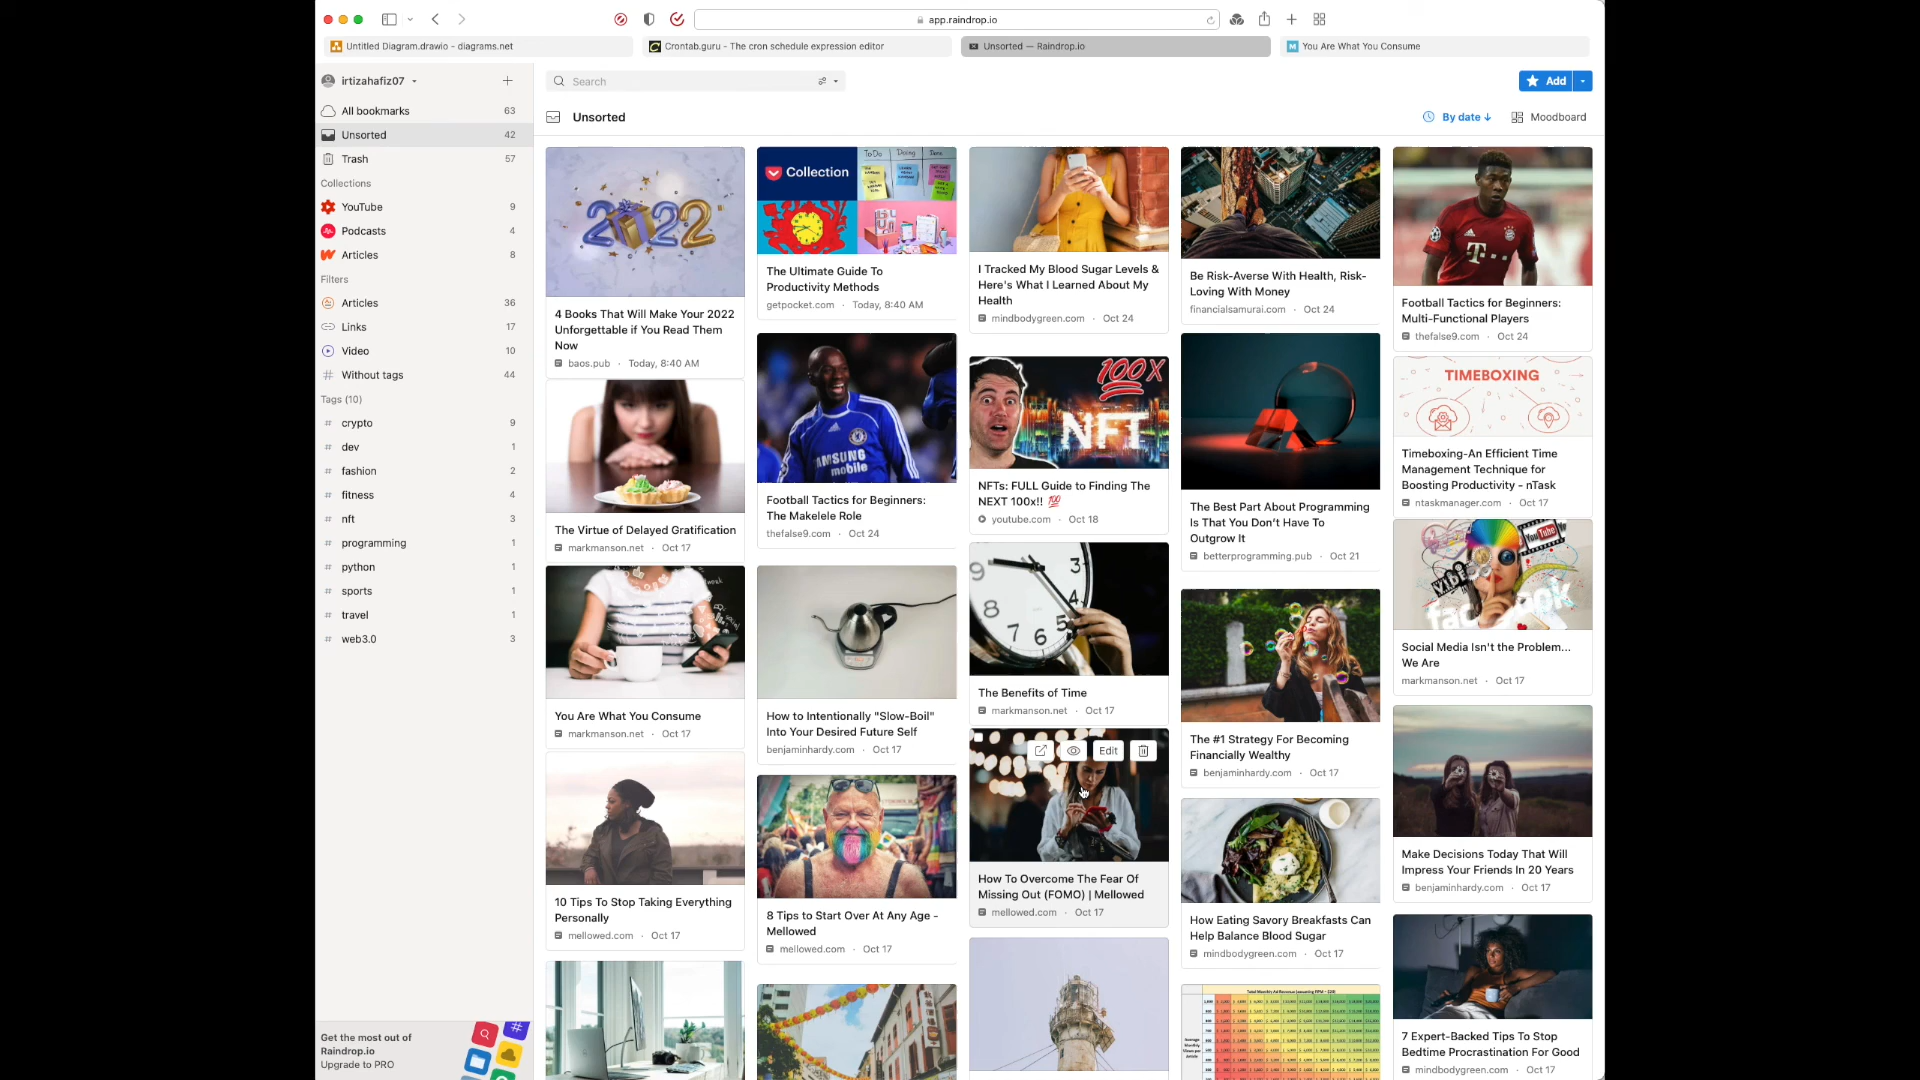 app.raindrop.io
Untitled Diagram.drawio - diagrams.net
Crontab.guru - The cron schedule expression editor
Unsorted — Raindrop.io
You Are What You Consume
irtizahafiz07
Search
Add
All bookmarks 63
Unsorted 42
Trash 57
Collections
YouTube 9
Podcasts 4
Articles 8
Filters
Articles 36
Links 17
Video 10
Without tags 44
Tags (10)
# crypto 9
# dev 1
# fashion 2
# fitness 4
# nft 3
# programming 1
# python 1
# sports 1
# travel 1
# web3.0 3
Get the most out of
Raindrop.io
Upgrade to PRO
Unsorted
By date ↓
Moodboard
2022
4 Books That Will Make Your 2022
Unforgettable if You Read Them
Now
baos.pub · Today, 8:40 AM
The Virtue of Delayed Gratification
markmanson.net · Oct 17
You Are What You Consume
markmanson.net · Oct 17
10 Tips To Stop Taking Everything
Personally
mellowed.com · Oct 17
Collection
To Do Doing
The Ultimate Guide To
Productivity Methods
getpocket.com · Today, 8:40 AM
SAMSUNG
mobile
Football Tactics for Beginners:
The Makelele Role
thefalse9.com · Oct 24
How to Intentionally "Slow-Boil"
Into Your Desired Future Self
benjaminhardy.com · Oct 17
8 Tips to Start Over At Any Age -
Mellowed
mellowed.com · Oct 17
I Tracked My Blood Sugar Levels &
Here's What I Learned About My
Health
mindbodygreen.com · Oct 24
100X
NFT
NFTs: FULL Guide to Finding The
NEXT 100x!! 💯
youtube.com · Oct 18
9 3
8 4
7 6 5
The Benefits of Time
markmanson.net · Oct 17
Edit
How To Overcome The Fear Of
Missing Out (FOMO) | Mellowed
mellowed.com · Oct 17
Be Risk-Averse With Health, Risk-
Loving With Money
financialsamurai.com · Oct 24
The Best Part About Programming
Is That You Don't Have To
Outgrow It
betterprogramming.pub · Oct 21
The #1 Strategy For Becoming
Financially Wealthy
benjaminhardy.com · Oct 17
How Eating Savory Breakfasts Can
Help Balance Blood Sugar
mindbodygreen.com · Oct 17
T
Football Tactics for Beginners:
Multi-Functional Players
thefalse9.com · Oct 24
TIMEBOXING
Timeboxing-An Efficient Time
Management Technique for
Boosting Productivity - nTask
ntaskmanager.com · Oct 17
YouTube
Social Media Isn't the Problem...
We Are
markmanson.net · Oct 17
Make Decisions Today That Will
Impress Your Friends In 20 Years
benjaminhardy.com · Oct 17
7 Expert-Backed Tips To Stop
Bedtime Procrastination For Good
mindbodygreen.com · Oct 17